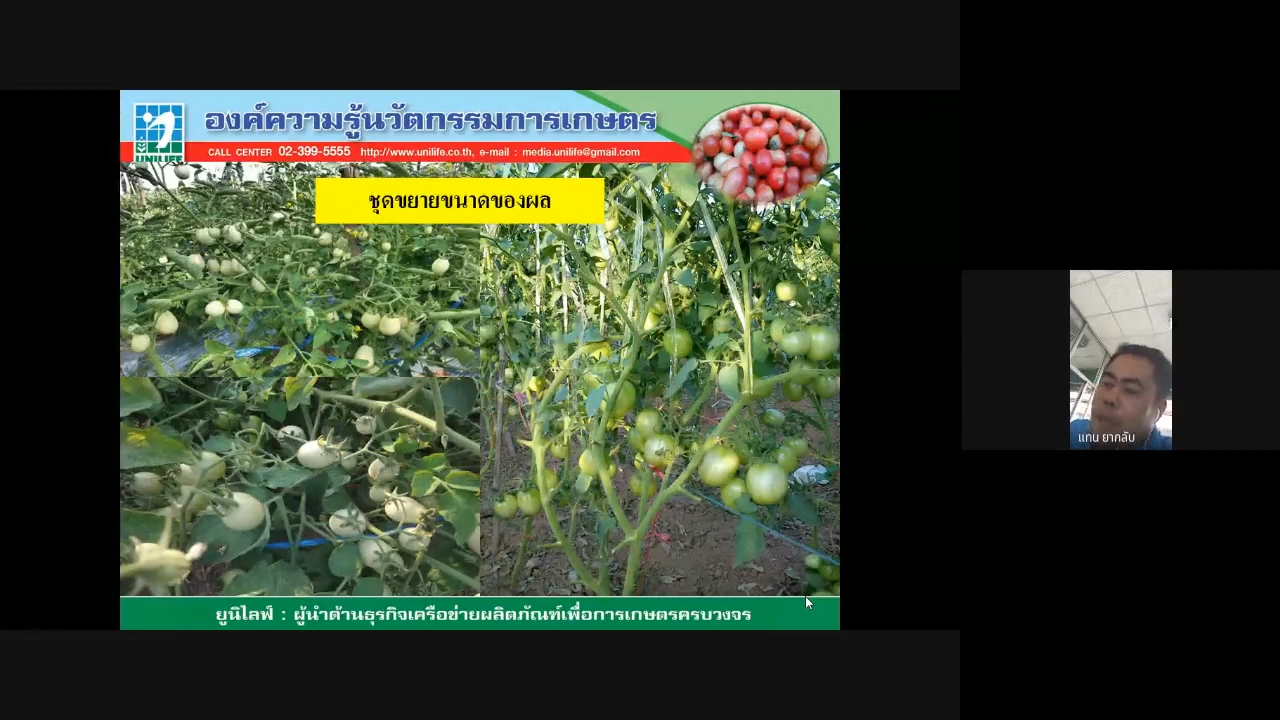 องค์ความรู้นวัตกรรมการเกษตร
UNILIFE
CALL CENTER 02-399-5555 http://www.unilife.co.th, e-mail : media.unilife@gmail.com
ชุดขยายขนาดของผล
แทน ยากลับ
ยูนิไลฟ์ : ผู้นำด้านธุรกิจเครือข่ายผลิตภัณฑ์เพื่อการเกษตรครบวงจร